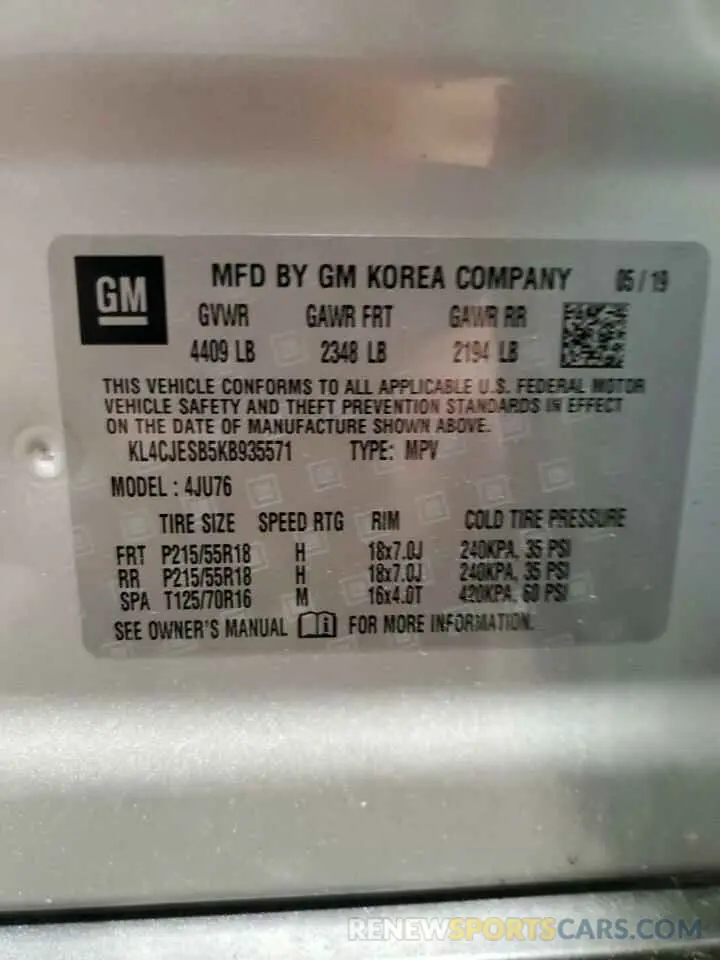 GM
MFD BY GM KOREA COMPANY 05/19
GVWR GAWR FRT GAWR RR
4409 LB 2348 LB 2194 LB
THIS VEHICLE CONFORMS TO ALL APPLICABLE U.S. FEDERAL MOTOR
VEHICLE SAFETY AND THEFT PREVENTION STANDARDS IN EFFECT
ON THE DATE OF MANUFACTURE SHOWN ABOVE.
KL4CJESB5KB935571 TYPE: MPV
MODEL : 4JU76
TIRE SIZE SPEED RTG RIM COLD TIRE PRESSURE
FRT P215/55R18 H 18x7.0J 240KPA, 35 PSI
RR P215/55R18 H 18x7.0J 240KPA, 35 PSI
SPA T125/70R16 M 16x4.0T 420KPA, 60 PSI
SEE OWNER'S MANUAL FOR MORE INFORMATION.
RENEWSPORTSCARS.COM